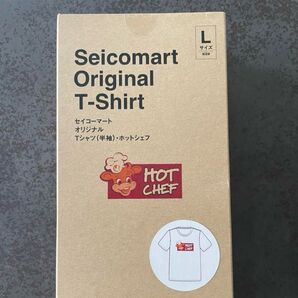 L
サイズ
Seicomart
Original
T-Shirt
セイコーマート
オリジナル
Tシャツ(半袖)・ホットシェフ
HOT
CHEF
HOT
CHEF